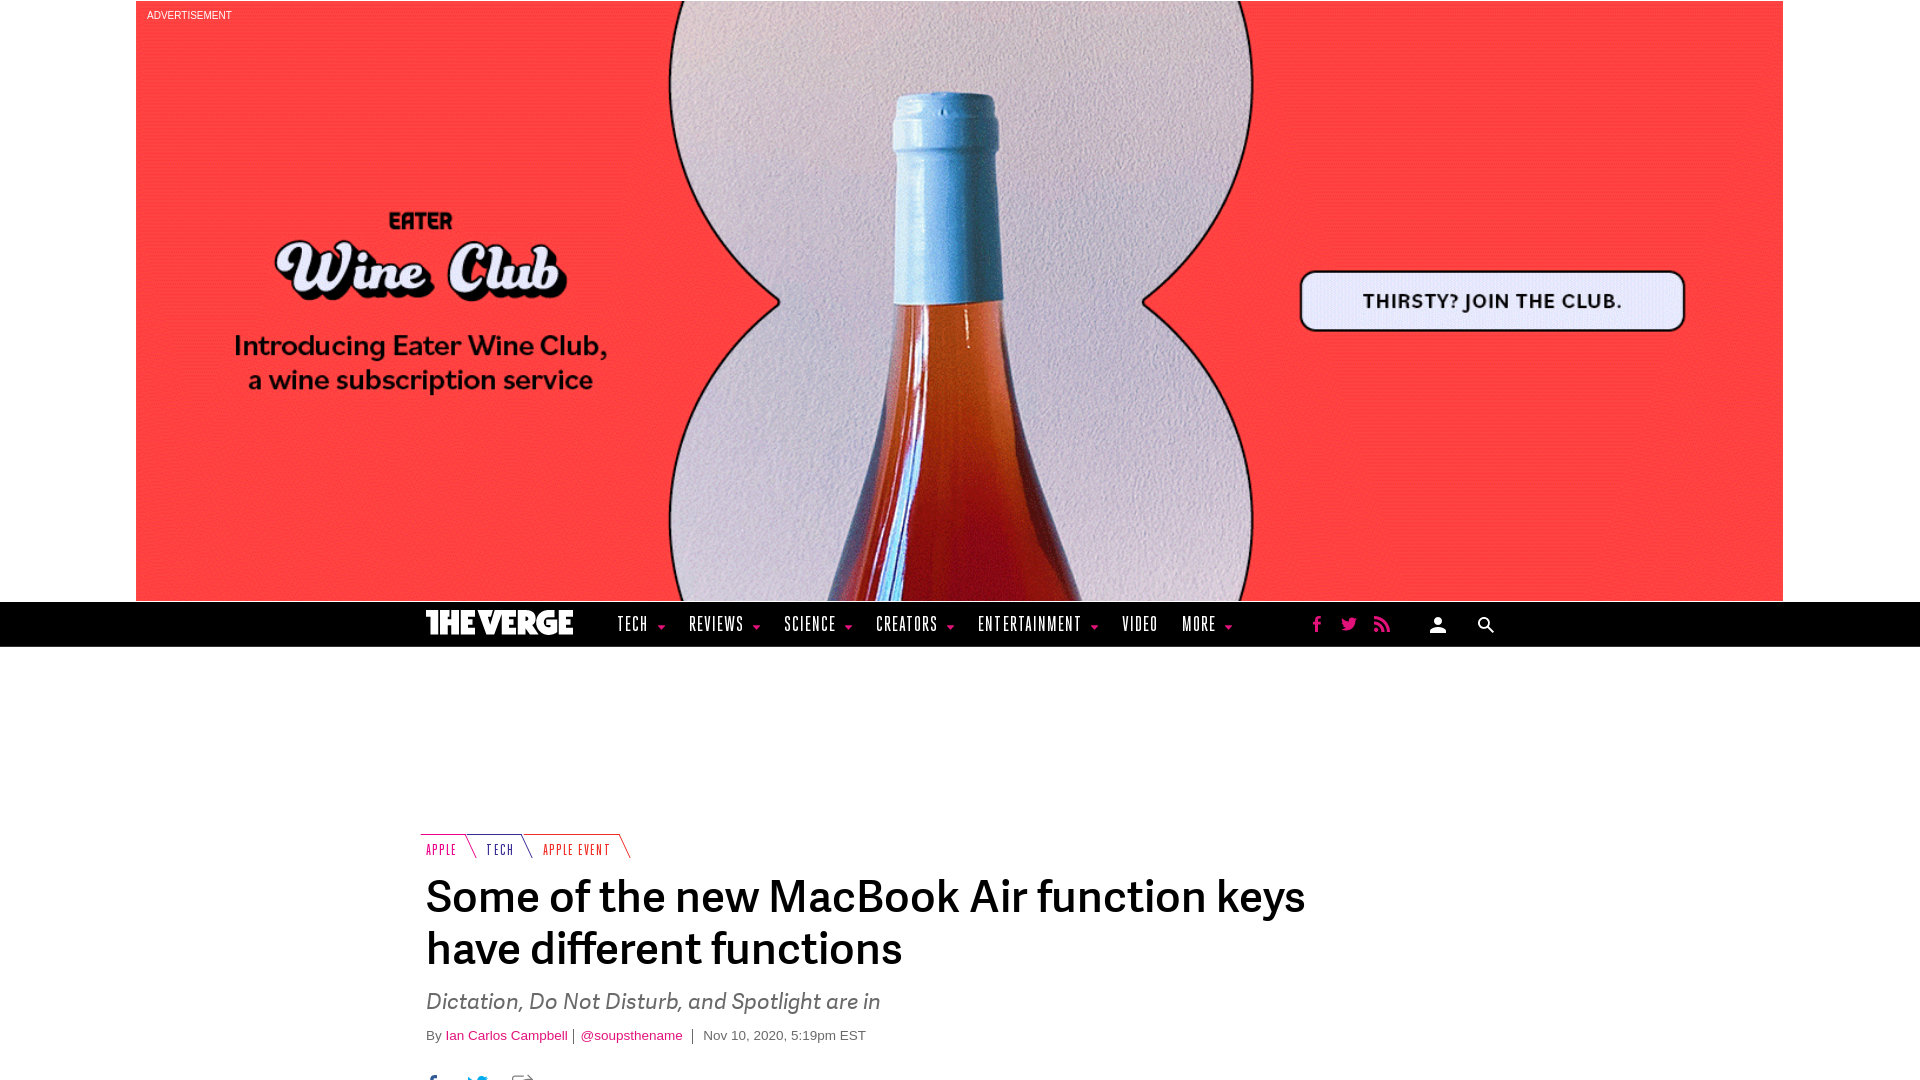 ADVERTISEMENT
EATER
Wine Club
Introducing Eater Wine Club,
a wine subscription service
THIRSTY? JOIN THE CLUB.
THE VERGE TECH REVIEWS SCIENCE CREATORS ENTERTAINMENT VIDEO MORE
APPLE TECH APPLE EVENT
Some of the new MacBook Air function keys
have different functions
Dictation, Do Not Disturb, and Spotlight are in
By Ian Carlos Campbell | @soupsthename | Nov 10, 2020, 5:19pm EST